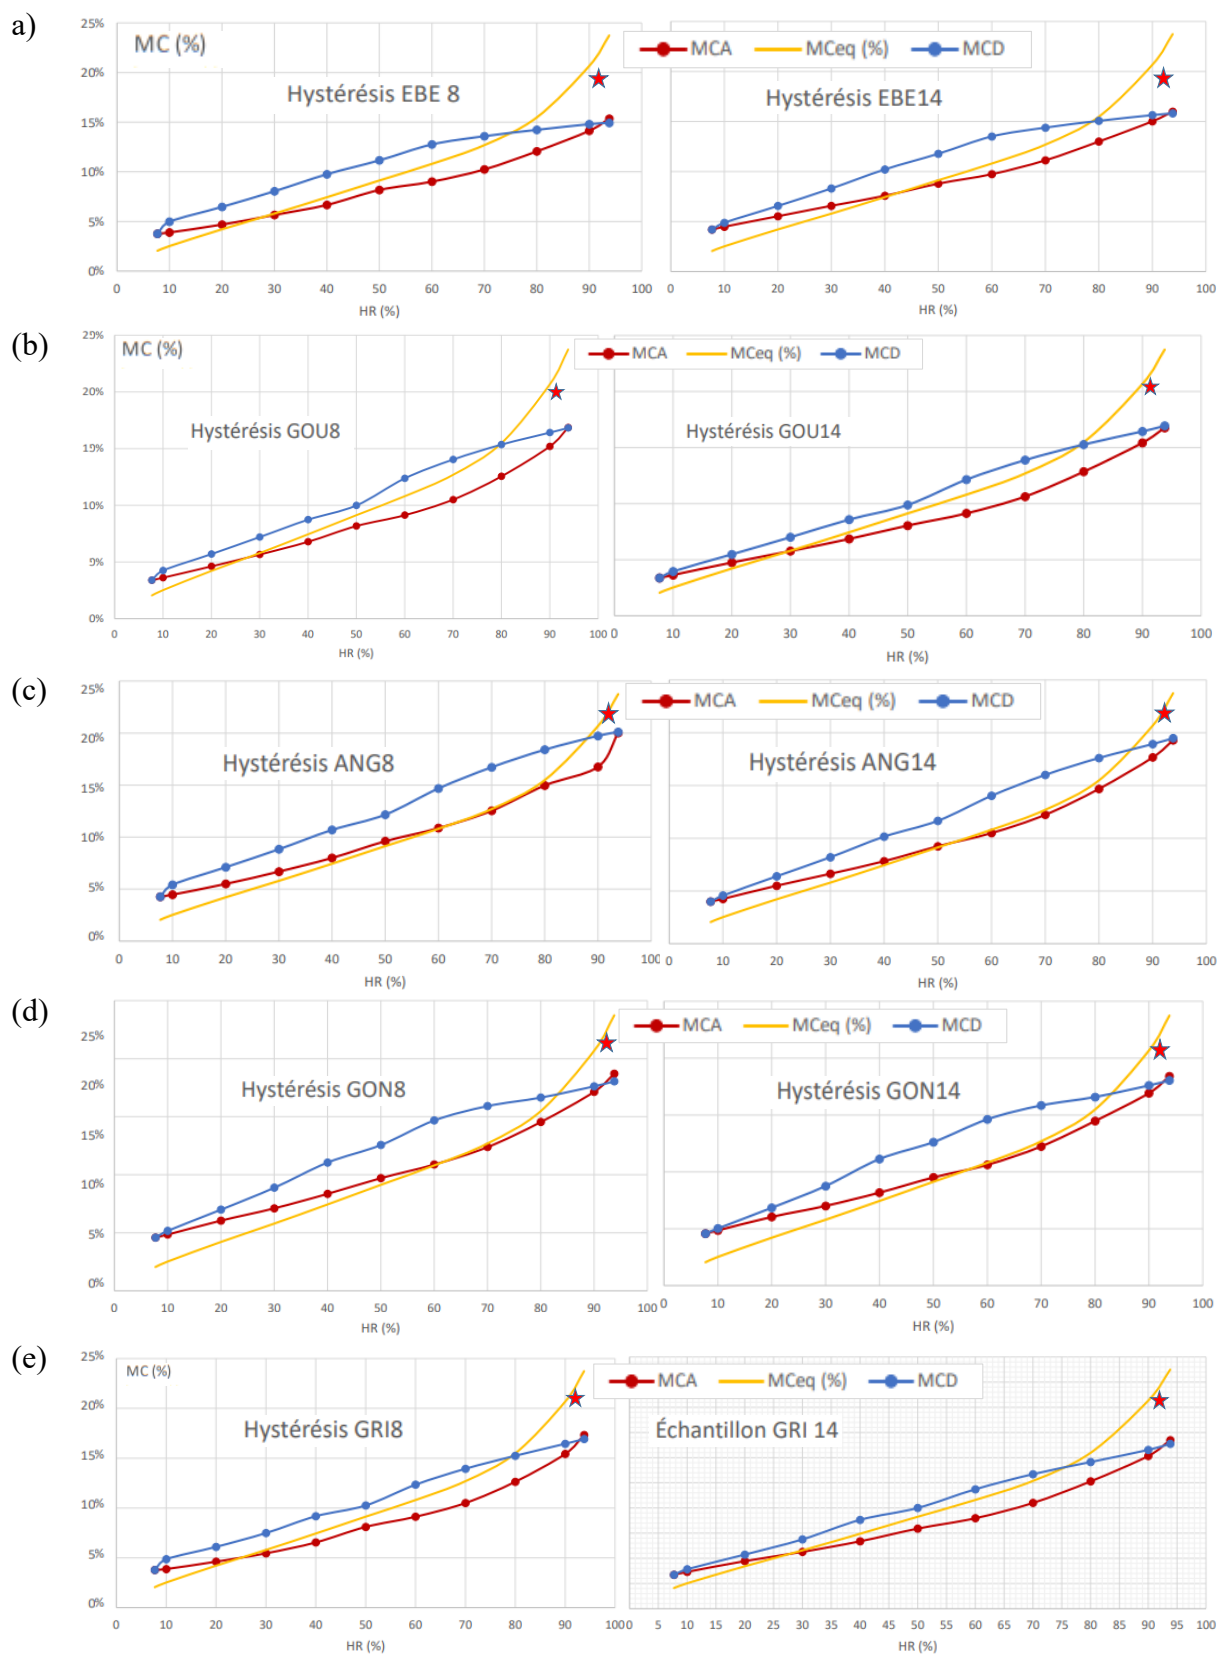 a)
25%
20%
15%
10%
5%
0%
MC (%)
Hystérésis EBE 8
0 10 20 30 40 50 60 70 80 90 100
HR (%)
MCA MCeq (%) MCD
Hystérésis EBE14
0 10 20 30 40 50 60 70 80 90 100
HR (%)
(b)
25%
20%
15%
10%
5%
0%
MC (%)
Hystérésis GOU8
0 10 20 30 40 50 60 70 80 90 100
HR (%)
MCA MCeq (%) MCD
Hystérésis GOU14
0 10 20 30 40 50 60 70 80 90 100
HR (%)
(c)
25%
20%
15%
10%
5%
0%
Hystérésis ANG8
0 10 20 30 40 50 60 70 80 90 100
HR (%)
MCA MCeq (%) MCD
Hystérésis ANG14
0 10 20 30 40 50 60 70 80 90 100
HR (%)
(d)
25%
20%
15%
10%
5%
0%
Hystérésis GON8
0 10 20 30 40 50 60 70 80 90 100
HR (%)
MCA MCeq (%) MCD
Hystérésis GON14
0 10 20 30 40 50 60 70 80 90 100
HR (%)
(e)
25%
20%
15%
10%
5%
0%
MC (%)
Hystérésis GRI8
0 10 20 30 40 50 60 70 80 90 100
HR (%)
MCA MCeq (%) MCD
Échantillon GRI 14
5 10 15 20 25 30 35 40 45 50 55 60 65 70 75 80 85 90 95 100
HR (%)